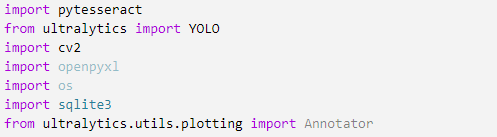 import pytesseract
from ultralytics import YOLO
import cv2
import openpyxl
import os
import sqlite3
from ultralytics.utils.plotting import Annotator